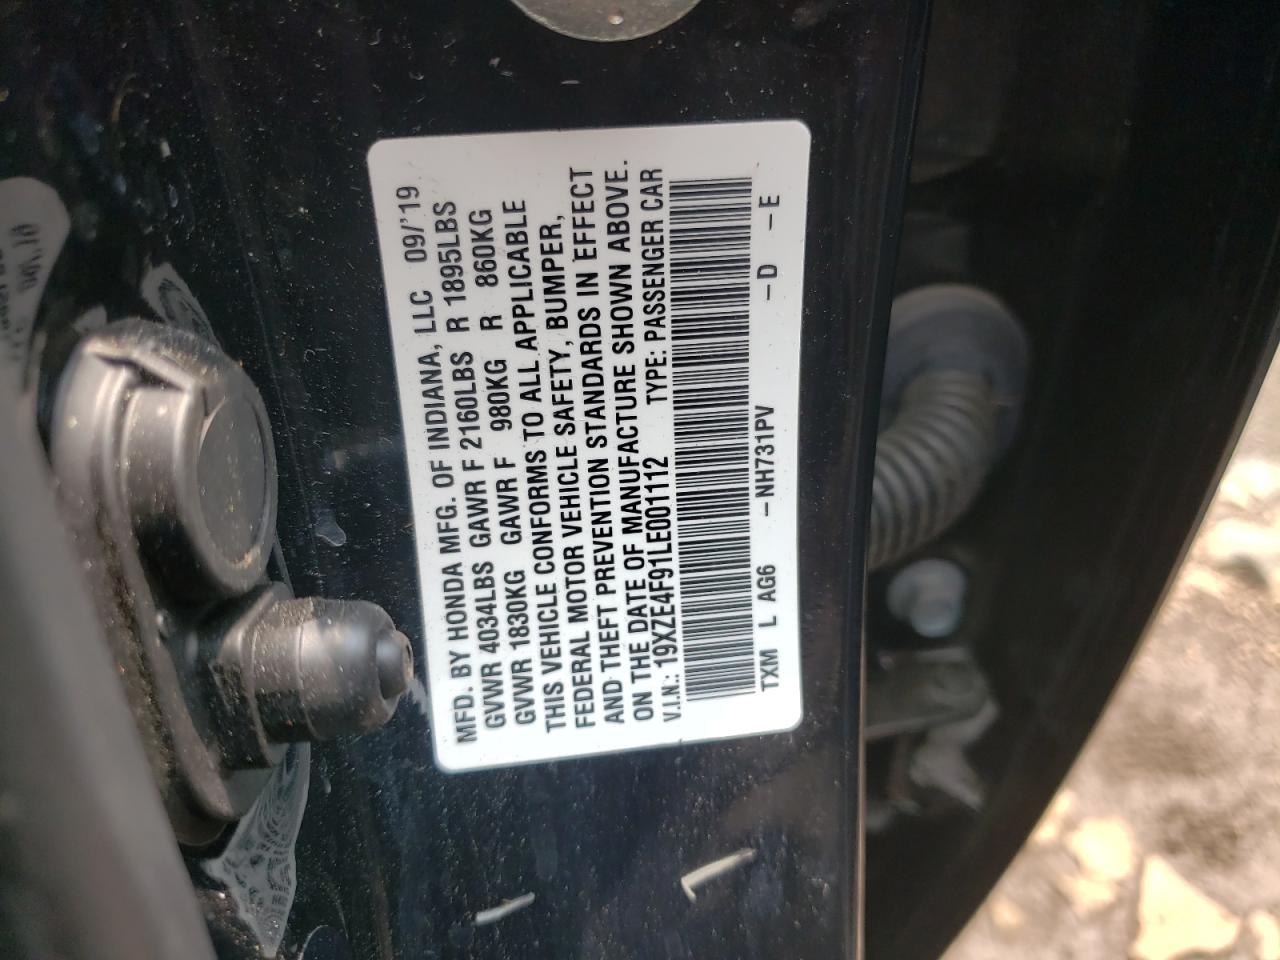 MFD. BY HONDA MFG. OF INDIANA, LLC 09/'19
GVWR 4034LBS GAWR F 2160LBS R 1895LBS
GVWR 1830KG GAWR F 980KG R 860KG
THIS VEHICLE CONFORMS TO ALL APPLICABLE
FEDERAL MOTOR VEHICLE SAFETY, BUMPER,
AND THEFT PREVENTION STANDARDS IN EFFECT
ON THE DATE OF MANUFACTURE SHOWN ABOVE.
V.I.N.: 19XZE4F91LE001112 TYPE: PASSENGER CAR
TXM L AG6 -NH731PV -D -E